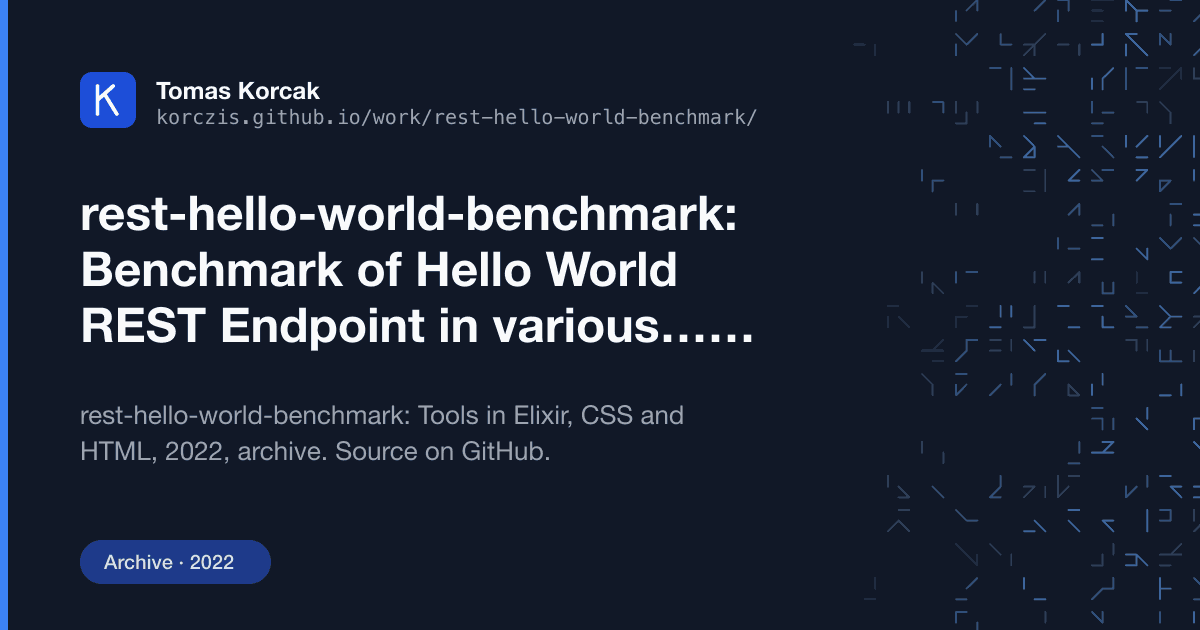 K
Tomas Korcak
korczis.github.io/work/rest-hello-world-benchmark/
rest-hello-world-benchmark:
Benchmark of Hello World
REST Endpoint in various……
rest-hello-world-benchmark: Tools in Elixir, CSS and
HTML, 2022, archive. Source on GitHub.
Archive · 2022